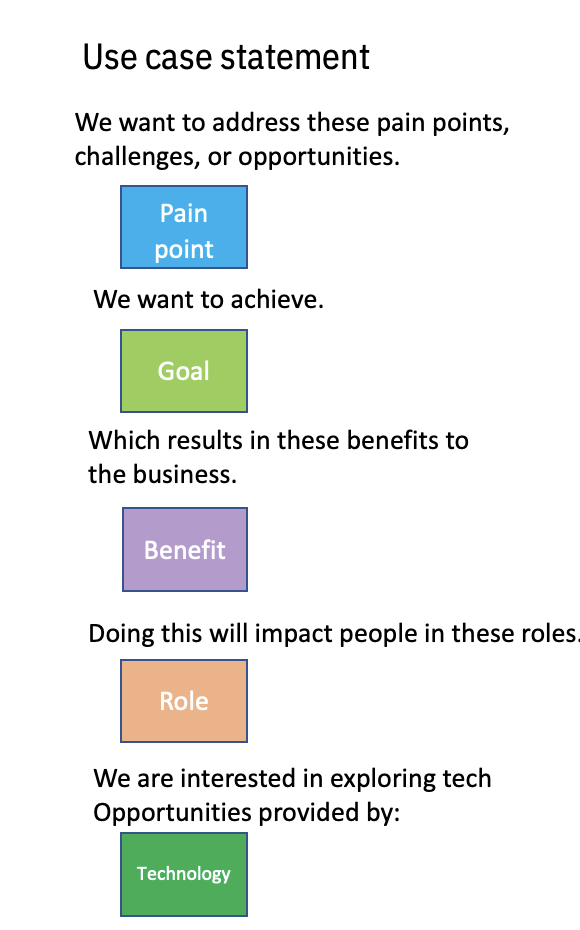 Use case statement
We want to address these pain points,
challenges, or opportunities.
Pain
point
We want to achieve.
Goal
Which results in these benefits to
the business.
Benefit
Doing this will impact people in these roles.
Role
We are interested in exploring tech
Opportunities provided by:
Technology